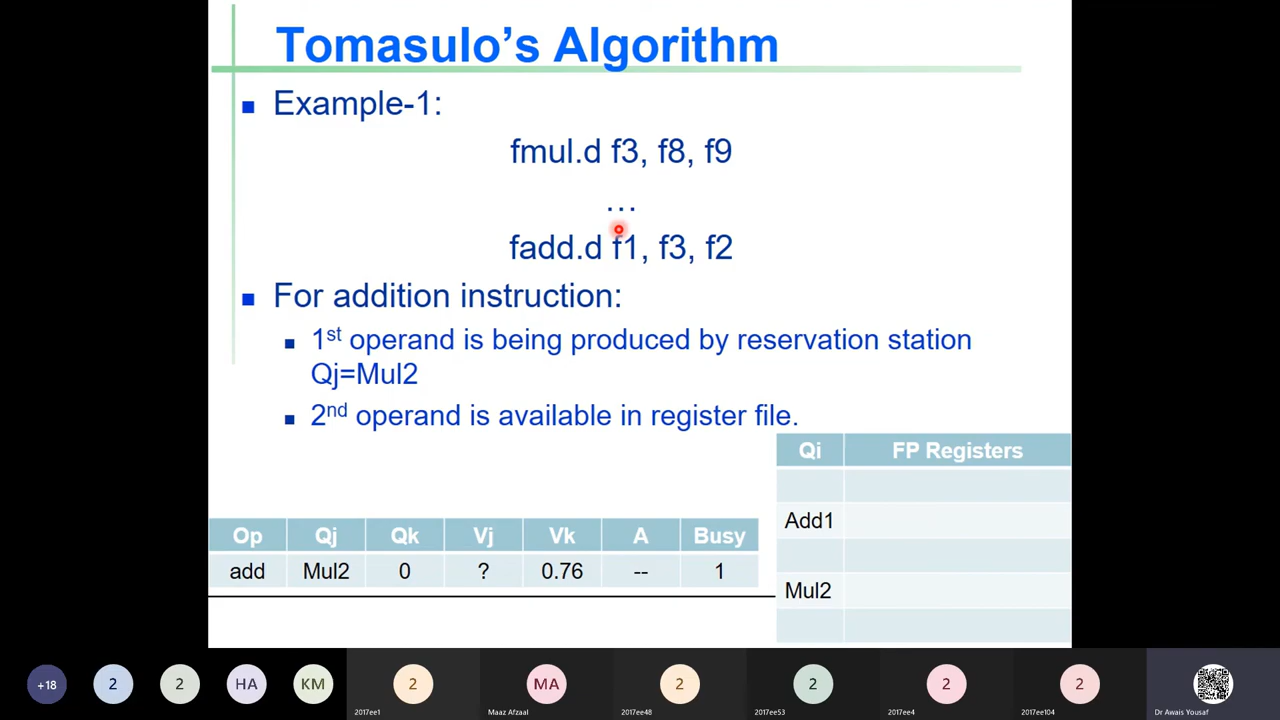 Tomasulo's Algorithm
Example-1:
fmul.d f3, f8, f9
...
fadd.d f1, f3, f2
For addition instruction:
1st operand is being produced by reservation station
Qj=Mul2
2nd operand is available in register file.
Qi FP Registers
Add1
Mul2
Op Qj Qk Vj Vk A Busy
add Mul2 0 ? 0.76 -- 1
+18 2 2 HA KM 2 MA 2 2 2 2
2017ee1 Maaz Afzaal 2017ee48 2017ee53 2017ee4 2017ee104 Dr Awais Yousaf